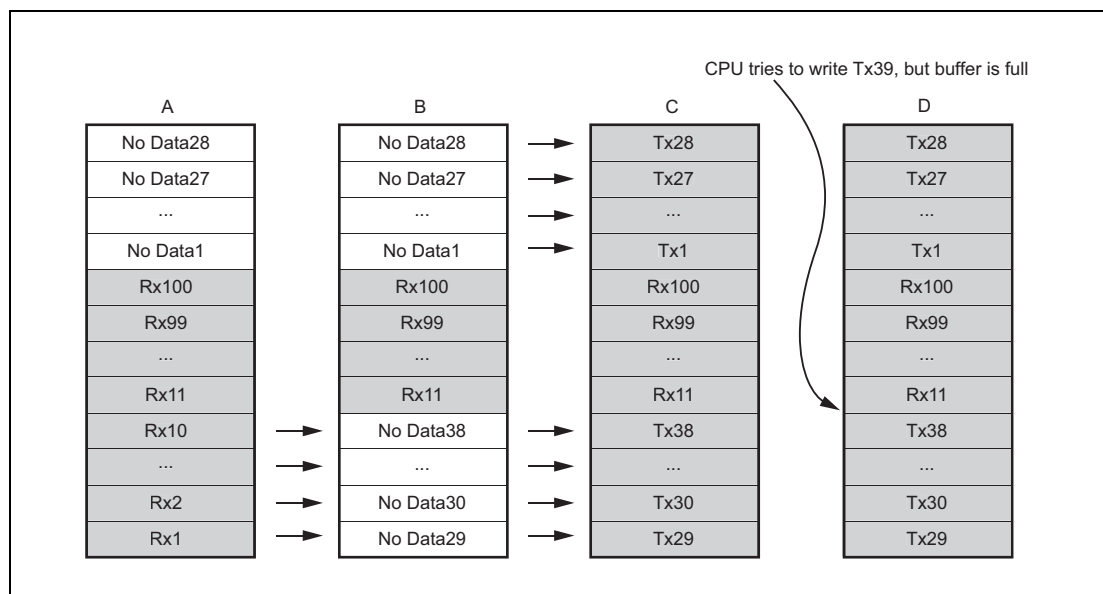 CPU tries to write Tx39, but buffer is full
A B C D
No Data28 No Data28 Tx28 Tx28
No Data27 No Data27 Tx27 Tx27
... ... ... ...
No Data1 No Data1 Tx1 Tx1
Rx100 Rx100 Rx100 Rx100
Rx99 Rx99 Rx99 Rx99
... ... ... ...
Rx11 Rx11 Rx11 Rx11
Rx10 No Data38 Tx38 Tx38
... ... ... ...
Rx2 No Data30 Tx30 Tx30
Rx1 No Data29 Tx29 Tx29